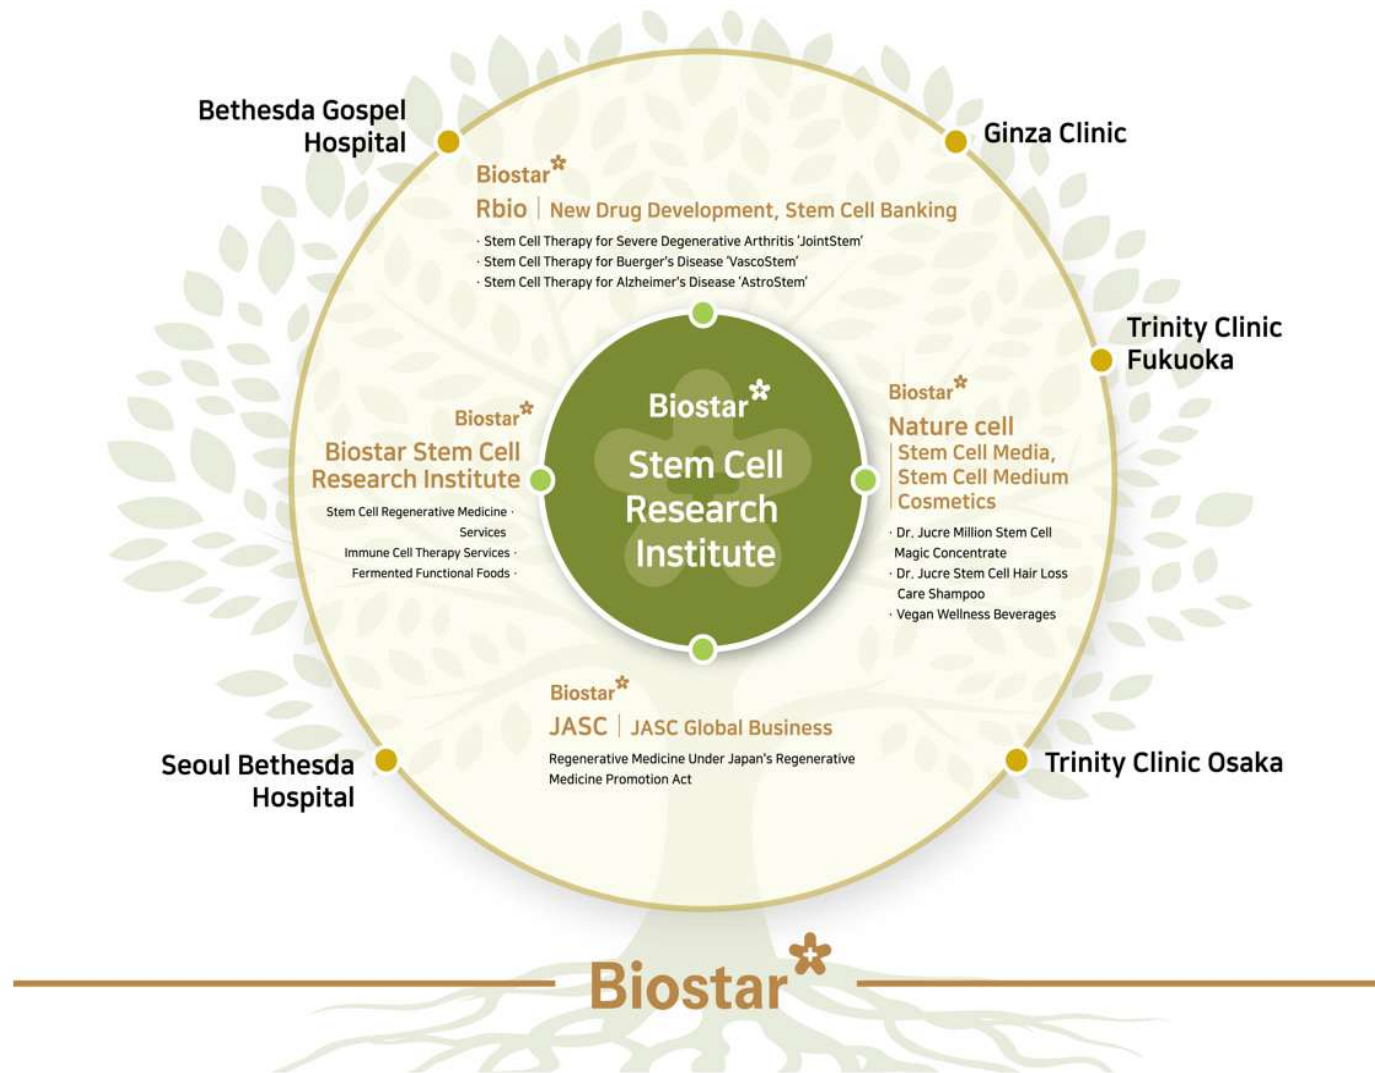 Bethesda Gospel
Hospital
Ginza Clinic
Biostar
Rbio | New Drug Development, Stem Cell Banking
· Stem Cell Therapy for Severe Degenerative Arthritis ‘JointStem’
· Stem Cell Therapy for Buerger's Disease ‘VascoStem’
· Stem Cell Therapy for Alzheimer's Disease ‘AstroStem’
Trinity Clinic
Fukuoka
Biostar
Biostar Stem Cell
Research Institute
Stem Cell Regenerative Medicine ·
Services
Immune Cell Therapy Services ·
Fermented Functional Foods ·
Biostar
Stem Cell
Research
Institute
Biostar
Nature cell
Stem Cell Media,
Stem Cell Medium
Cosmetics
· Dr. Jucre Million Stem Cell
Magic Concentrate
· Dr. Jucre Stem Cell Hair Loss
Care Shampoo
· Vegan Wellness Beverages
Biostar
JASC | JASC Global Business
Regenerative Medicine Under Japan's Regenerative
Medicine Promotion Act
Seoul Bethesda
Hospital
Trinity Clinic Osaka
Biostar